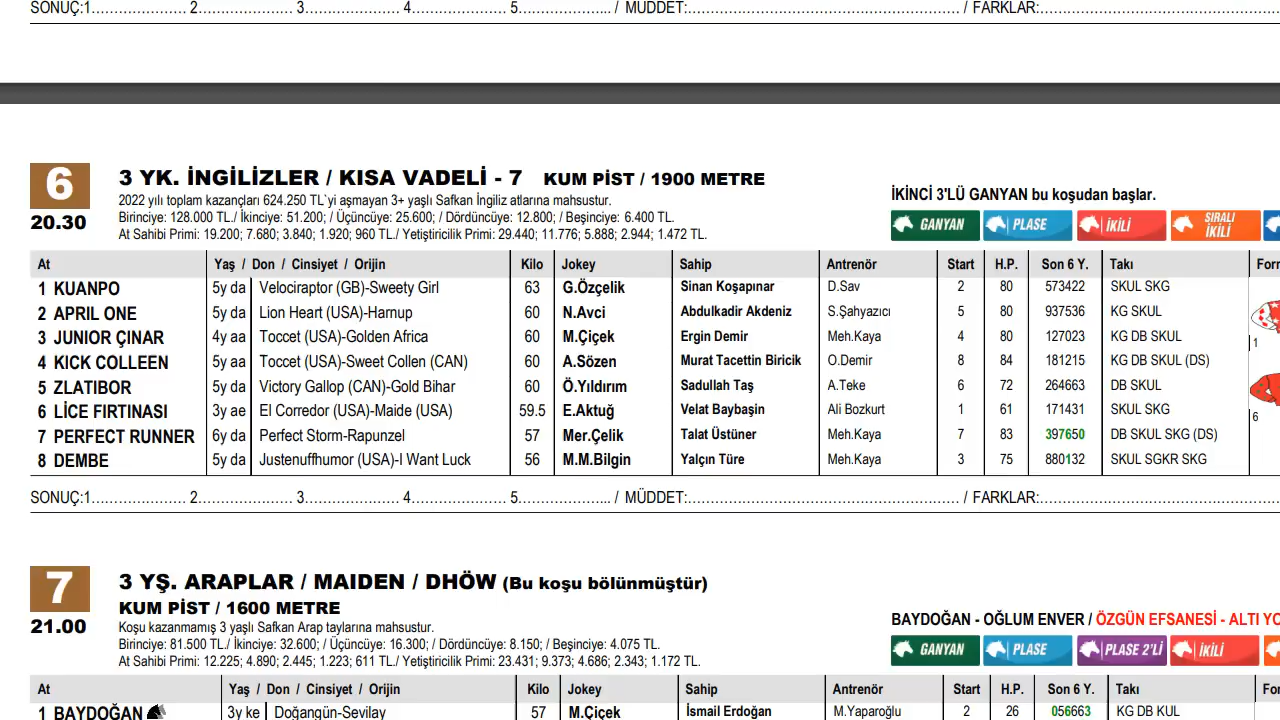 SONUÇ:1..................... 2...................... 3..................... 4...................... 5..................... / MÜDDET:............................................................ / FARKLAR:......................................................
6
20.30
3 YK. İNGİLİZLER / KISA VADELİ - 7 KUM PİST / 1900 METRE
2022 yılı toplam kazançları 624.250 TL`yi aşmayan 3+ yaşlı Safkan İngiliz atlarına mahsustur.
Birinciye: 128.000 TL./ İkinciye: 51.200; / Üçüncüye: 25.600; / Dördüncüye: 12.800; / Beşinciye: 6.400 TL.
At Sahibi Primi: 19.200; 7.680; 3.840; 1.920; 960 TL./ Yetiştiricilik Primi: 29.440; 11.776; 5.888; 2.944; 1.472 TL.
İKİNCİ 3'LÜ GANYAN bu koşudan başlar.
GANYAN PLASE İKİLİ SIRALI İKİLİ
At Yaş / Don / Cinsiyet / Orijin Kilo Jokey Sahip Antrenör Start H.P. Son 6 Y. Takı Forr
1 KUANPO 5y da Velociraptor (GB)-Sweety Girl 63 G.Özçelik Sinan Koşapınar D.Sav 2 80 573422 SKUL SKG
2 APRIL ONE 5y da Lion Heart (USA)-Harnup 60 N.Avci Abdulkadir Akdeniz S.Şahyazıcı 5 80 937536 KG SKUL
3 JUNIOR ÇINAR 4y aa Toccet (USA)-Golden Africa 60 M.Çiçek Ergin Demir Meh.Kaya 4 80 127023 KG DB SKUL
1
4 KICK COLLEEN 5y aa Toccet (USA)-Sweet Collen (CAN) 60 A.Sözen Murat Tacettin Biricik O.Demir 8 84 181215 KG DB SKUL (DS)
5 ZLATIBOR 5y da Victory Gallop (CAN)-Gold Bihar 60 Ö.Yıldırım Sadullah Taş A.Teke 6 72 264663 DB SKUL
6 LİCE FIRTINASI 3y ae El Corredor (USA)-Maide (USA) 59.5 E.Aktuğ Velat Baybaşin Ali Bozkurt 1 61 171431 SKUL SKG
6
7 PERFECT RUNNER 6y da Perfect Storm-Rapunzel 57 Mer.Çelik Talat Üstüner Meh.Kaya 7 83 397650 DB SKUL SKG (DS)
8 DEMBE 5y da Justenuffhumor (USA)-I Want Luck 56 M.M.Bilgin Yalçın Türe Meh.Kaya 3 75 880132 SKUL SGKR SKG
SONUÇ:1..................... 2...................... 3..................... 4...................... 5..................... / MÜDDET:............................................................ / FARKLAR:......................................................
7
21.00
3 YŞ. ARAPLAR / MAIDEN / DHÖW (Bu koşu bölünmüştür)
KUM PİST / 1600 METRE
Koşu kazanmamış 3 yaşlı Safkan Arap taylarına mahsustur.
Birinciye: 81.500 TL./ İkinciye: 32.600; / Üçüncüye: 16.300; / Dördüncüye: 8.150; / Beşinciye: 4.075 TL.
At Sahibi Primi: 12.225; 4.890; 2.445; 1.223; 611 TL./ Yetiştiricilik Primi: 23.431; 9.373; 4.686; 2.343; 1.172 TL.
BAYDOĞAN - OĞLUM ENVER / ÖZGÜN EFSANESİ - ALTI YO
GANYAN PLASE PLASE 2'Lİ İKİLİ
At Yaş / Don / Cinsiyet / Orijin Kilo Jokey Sahip Antrenör Start H.P. Son 6 Y. Takı Fo
1 BAYDOĞAN 3y ke Doğangün-Sevilay 57 M.Çiçek İsmail Erdoğan M.Yaparoğlu 2 26 056663 KG DB KUL